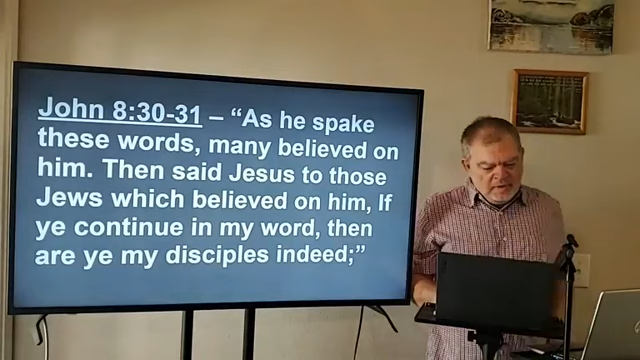 John 8:30-31 – “As he spake
these words, many believed on
him. Then said Jesus to those
Jews which believed on him, If
ye continue in my word, then
are ye my disciples indeed;”